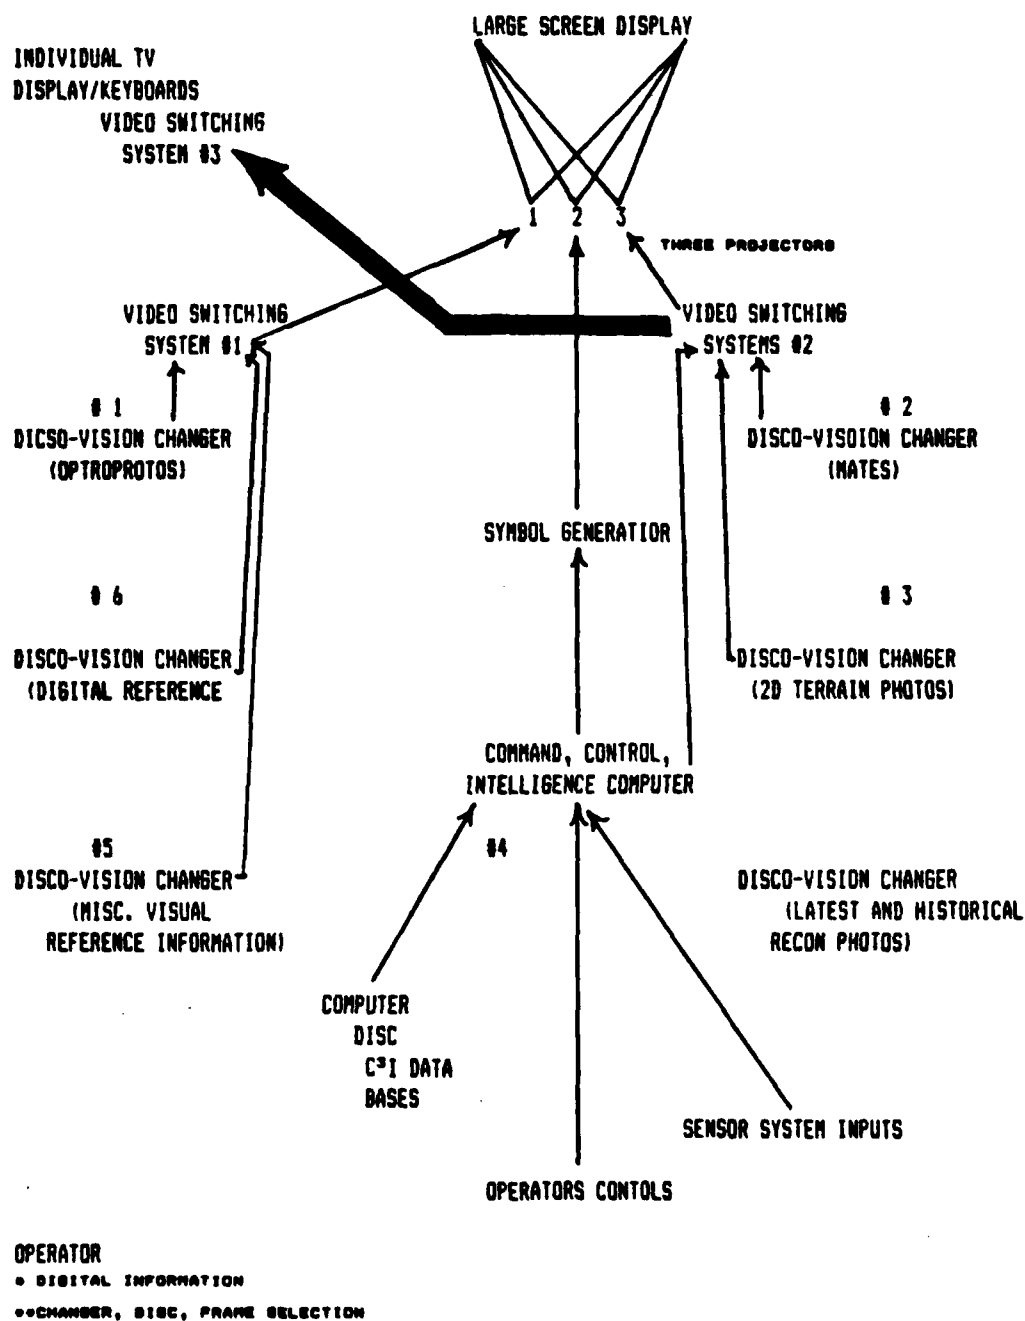 LARGE SCREEN DISPLAY
INDIVIDUAL TV
DISPLAY/KEYBOARDS
VIDEO SWITCHING
SYSTEM #3
1 2 3
THREE PROJECTORS
VIDEO SWITCHING
SYSTEM #1
VIDEO SWITCHING
SYSTEMS #2
# 1
DICSO-VISION CHANGER
(OPTROPROTOS)
# 2
DISCO-VISOION CHANGER
(MATES)
SYMBOL GENERATIOR
# 6
DISCO-VISION CHANGER
(DIGITAL REFERENCE
# 3
DISCO-VISION CHANGER
(2D TERRAIN PHOTOS)
COMMAND, CONTROL,
INTELLIGENCE COMPUTER
#5
DISCO-VISION CHANGER
(MISC. VISUAL
REFERENCE INFORMATION)
#4
DISCO-VISION CHANGER
(LATEST AND HISTORICAL
RECON PHOTOS)
COMPUTER
DISC
C³I DATA
BASES
SENSOR SYSTEM INPUTS
OPERATORS CONTOLS
OPERATOR
* DIGITAL INFORMATION
**CHANGER, DISC, FRAME SELECTION